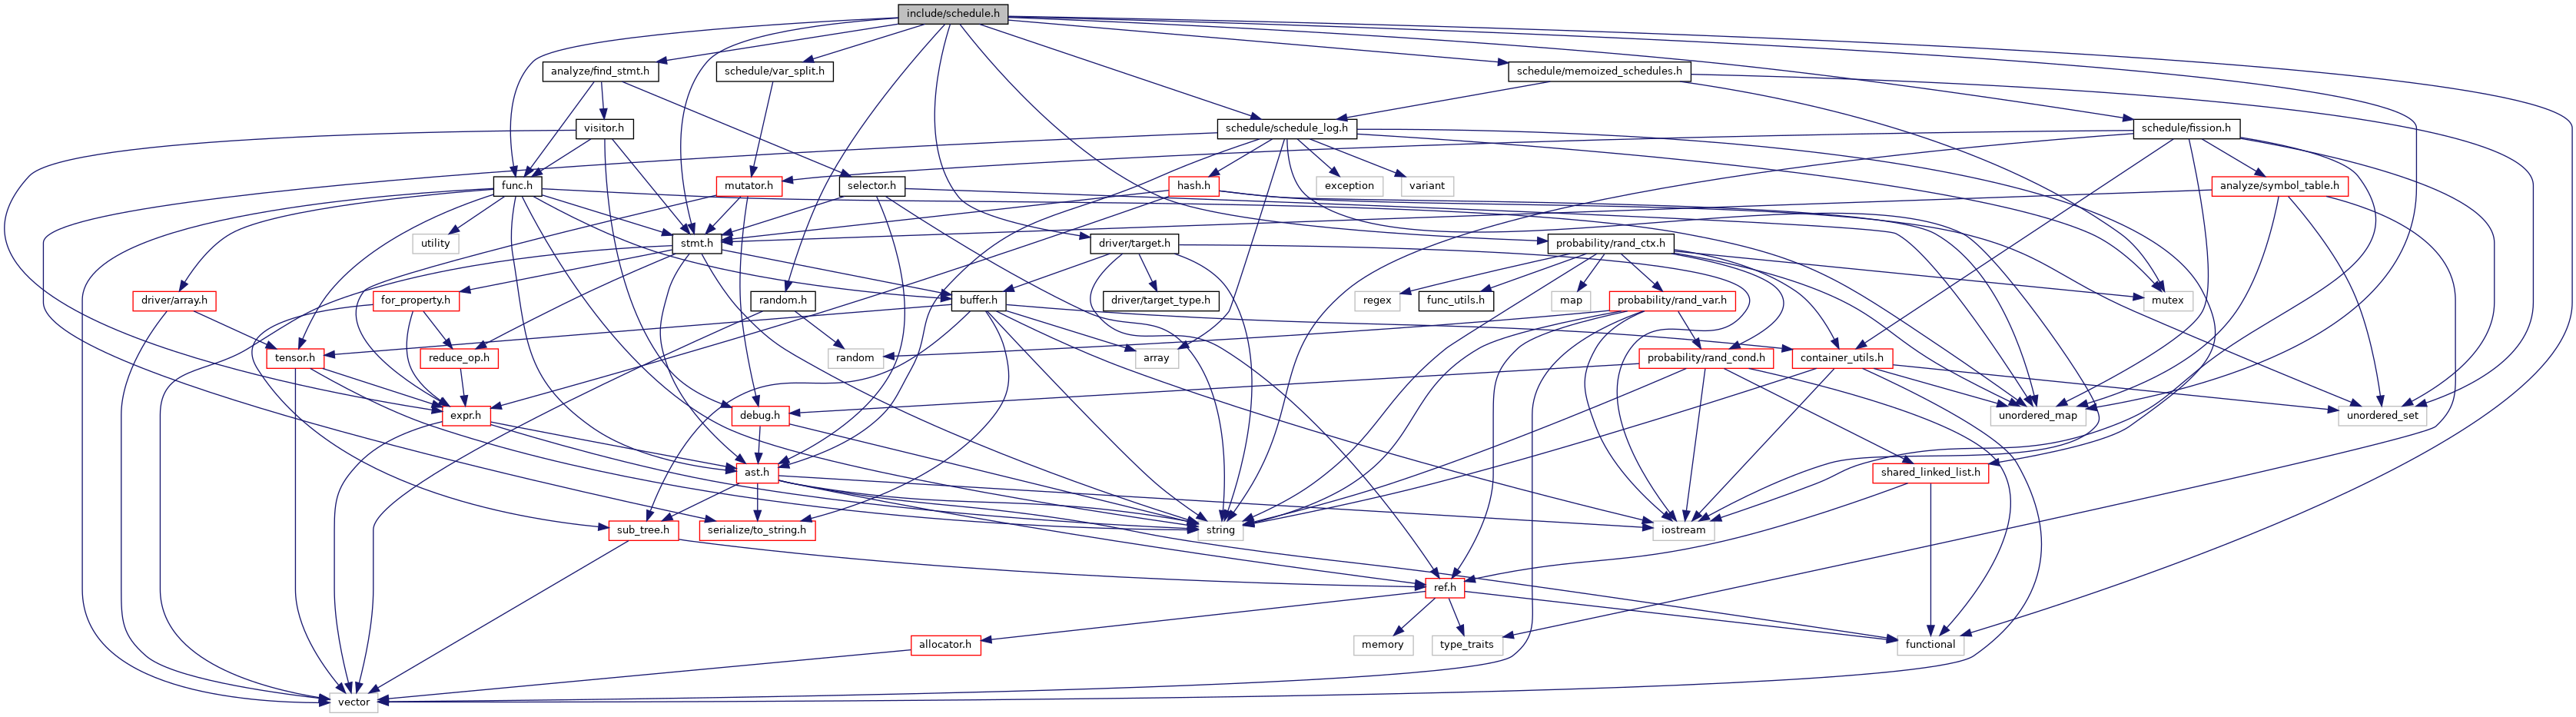 include/schedule.h
analyze/find_stmt.h
schedule/var_split.h
schedule/memoized_schedules.h
visitor.h
schedule/schedule_log.h
schedule/fission.h
func.h
mutator.h
selector.h
hash.h
exception
variant
analyze/symbol_table.h
utility
stmt.h
driver/target.h
probability/rand_ctx.h
driver/array.h
for_property.h
random.h
buffer.h
driver/target_type.h
regex
func_utils.h
map
probability/rand_var.h
mutex
tensor.h
reduce_op.h
random
array
probability/rand_cond.h
container_utils.h
expr.h
debug.h
unordered_map
unordered_set
ast.h
shared_linked_list.h
sub_tree.h
serialize/to_string.h
string
iostream
ref.h
allocator.h
memory
type_traits
functional
vector